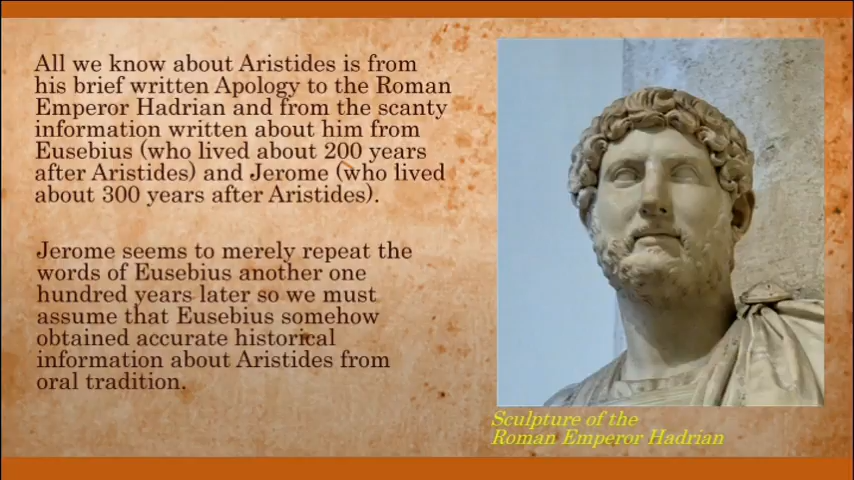 All we know about Aristides is from
his brief written Apology to the Roman
Emperor Hadrian and from the scanty
information written about him from
Eusebius (who lived about 200 years
after Aristides) and Jerome (who lived
about 300 years after Aristides).
Jerome seems to merely repeat the
words of Eusebius another one
hundred years later so we must
assume that Eusebius somehow
obtained accurate historical
information about Aristides from
oral tradition.
Sculpture of the
Roman Emperor Hadrian